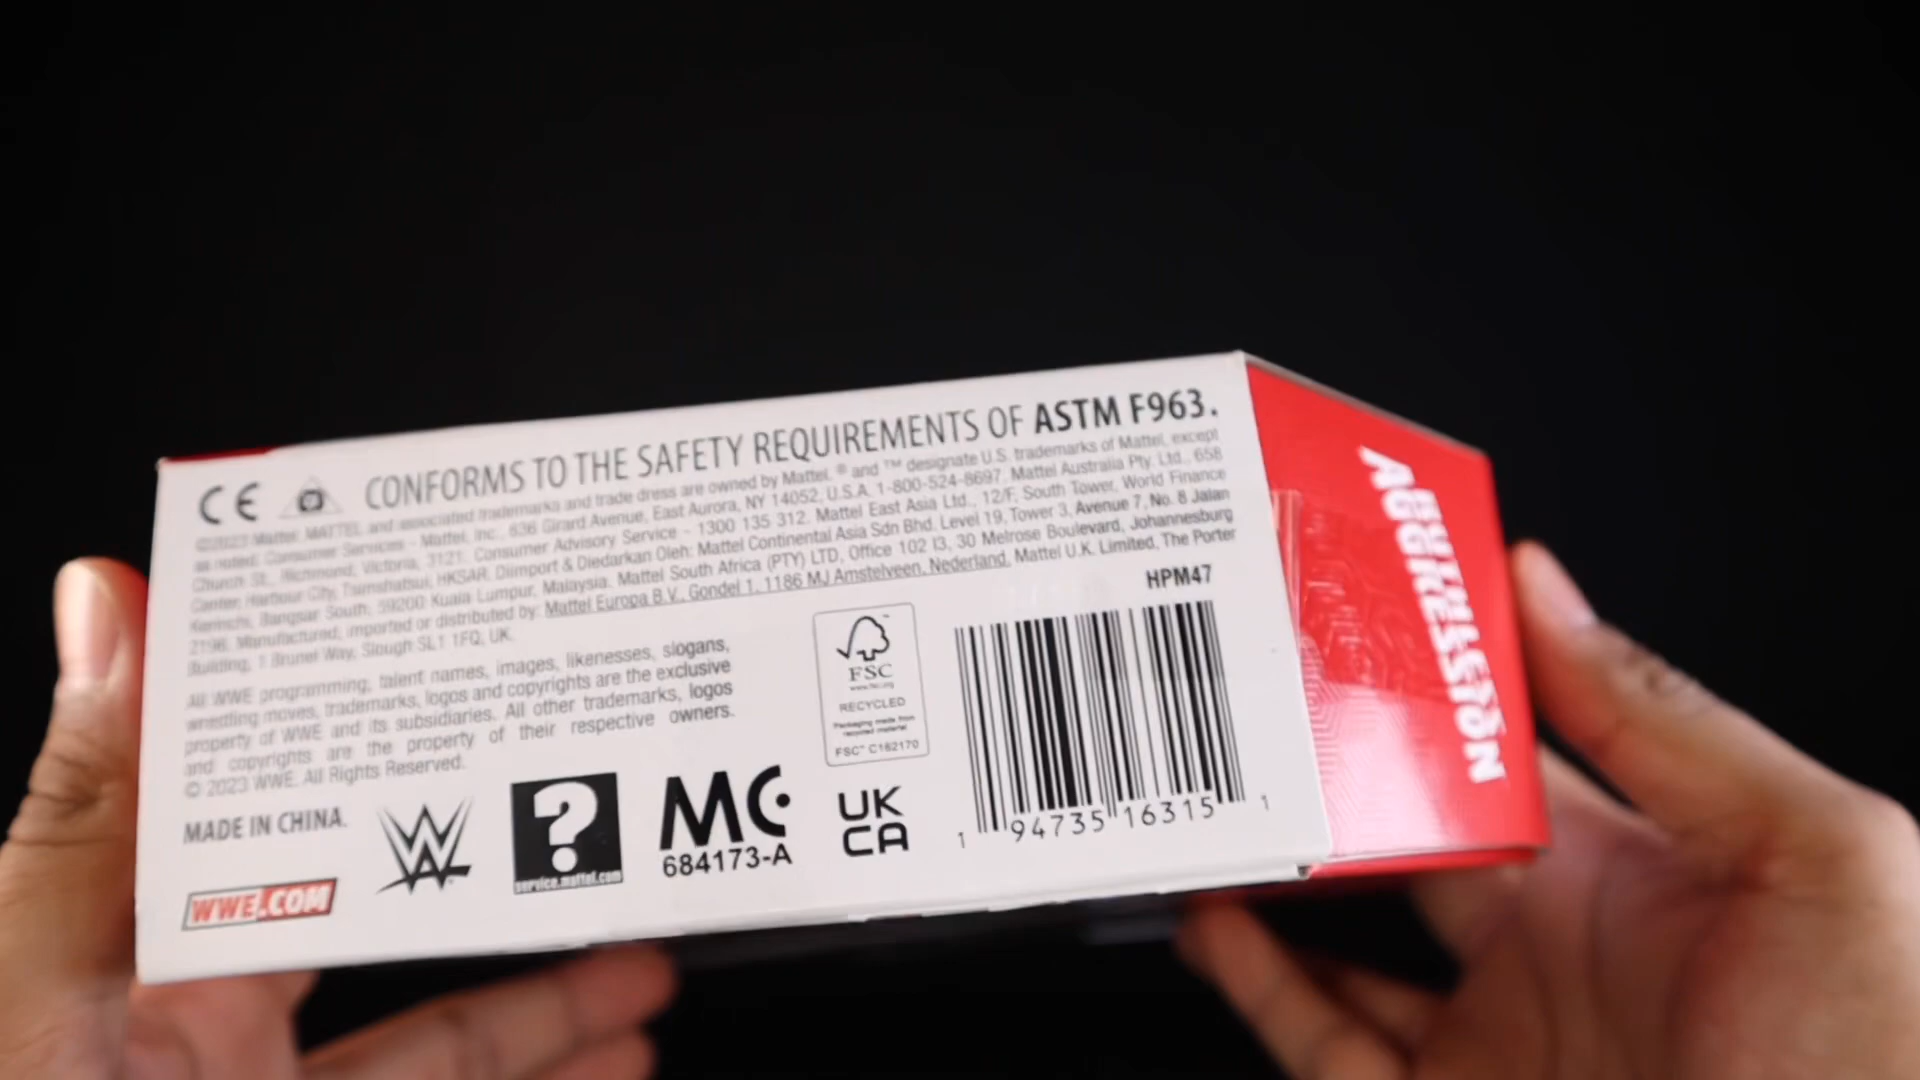 CE
CONFORMS TO THE SAFETY REQUIREMENTS OF ASTM F963.
©2023 Mattel. MATTEL and associated trademarks and trade dress are owned by Mattel. ® and ™ designate U.S. trademarks of Mattel, except
as noted. Consumer Services - Mattel, Inc., 636 Girard Avenue, East Aurora, NY 14052, U.S.A. 1-800-524-8697. Mattel Australia Pty. Ltd., 658
Church St., Richmond, Victoria, 3121. Consumer Advisory Service - 1300 135 312. Mattel East Asia Ltd., 12/F, South Tower, World Finance
Center, Harbour City, Tsimshatsui, HKSAR. Diimport & Diedarkan Oleh: Mattel Continental Asia Sdn Bhd. Level 19, Tower 3, Avenue 7, No. 8 Jalan
Kerinchi, Bangsar South, 59200 Kuala Lumpur, Malaysia. Mattel South Africa (PTY) LTD, Office 102 I3, 30 Melrose Boulevard, Johannesburg
2196. Manufactured, imported or distributed by: Mattel Europa B.V., Gondel 1, 1186 MJ Amstelveen, Nederland. Mattel U.K. Limited, The Porter
Building, 1 Brunel Way, Slough SL1 1FQ, UK.
All WWE programming, talent names, images, likenesses, slogans,
wrestling moves, trademarks, logos and copyrights are the exclusive
property of WWE and its subsidiaries. All other trademarks, logos
and copyrights are the property of their respective owners.
© 2023 WWE. All Rights Reserved.
MADE IN CHINA.
WWE.COM
W
?
service.mattel.com
MC
684173-A
FSC
www.fsc.org
RECYCLED
Packaging made from
recycled material
FSC™ C162170
UK
CA
HPM47
1 94735 16315 1
RUTHLESS
AGGRESSION